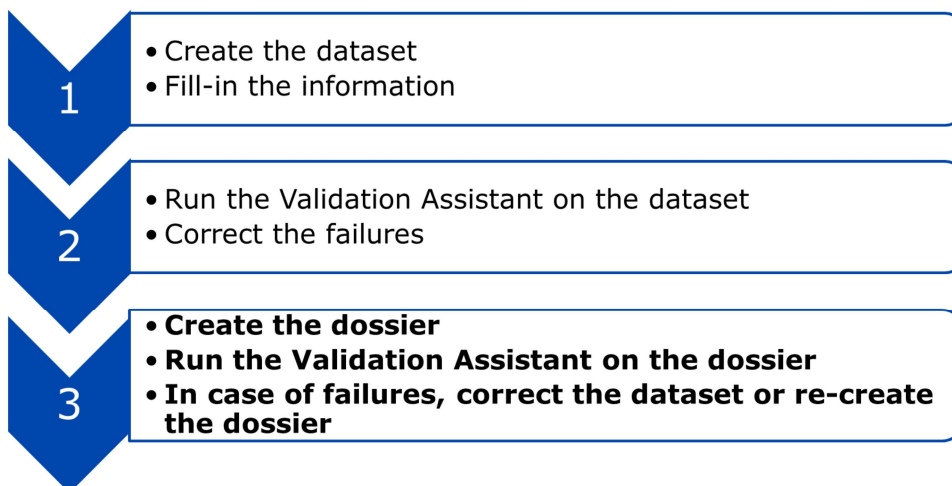 1
• Create the dataset
• Fill-in the information
2
• Run the Validation Assistant on the dataset
• Correct the failures
3
• Create the dossier
• Run the Validation Assistant on the dossier
• In case of failures, correct the dataset or re-create
the dossier